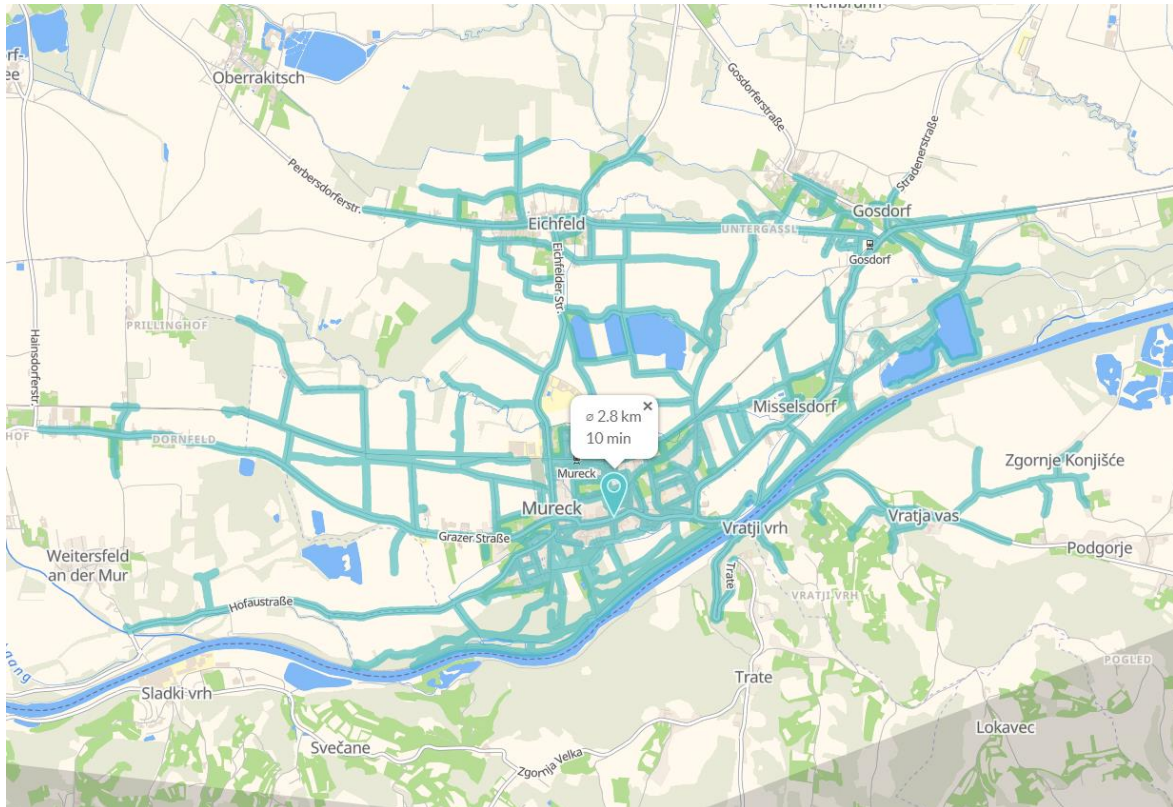 Oberrakitsch
Gosdorferstraße
Stradenerstraße
Perbersdorferstr.
Gosdorf
Eichfeld
UNTERGASSL
Gosdorf
Eichfelder Str.
PRILLINGHOF
Hainsdorferstr.
⌀ 2.8 km
10 min
Misselsdorf
DORNFELD
HOF
Mureck
Zgornje Konjišče
Mureck
Vratja vas
Grazer Straße
Vratji vrh
Podgorje
Weitersfeld
an der Mur
Trate
VRATJI VRH
Hofaustraße
POGLED
Trate
Sladki vrh
Lokavec
Svečane
Zgornja Velka